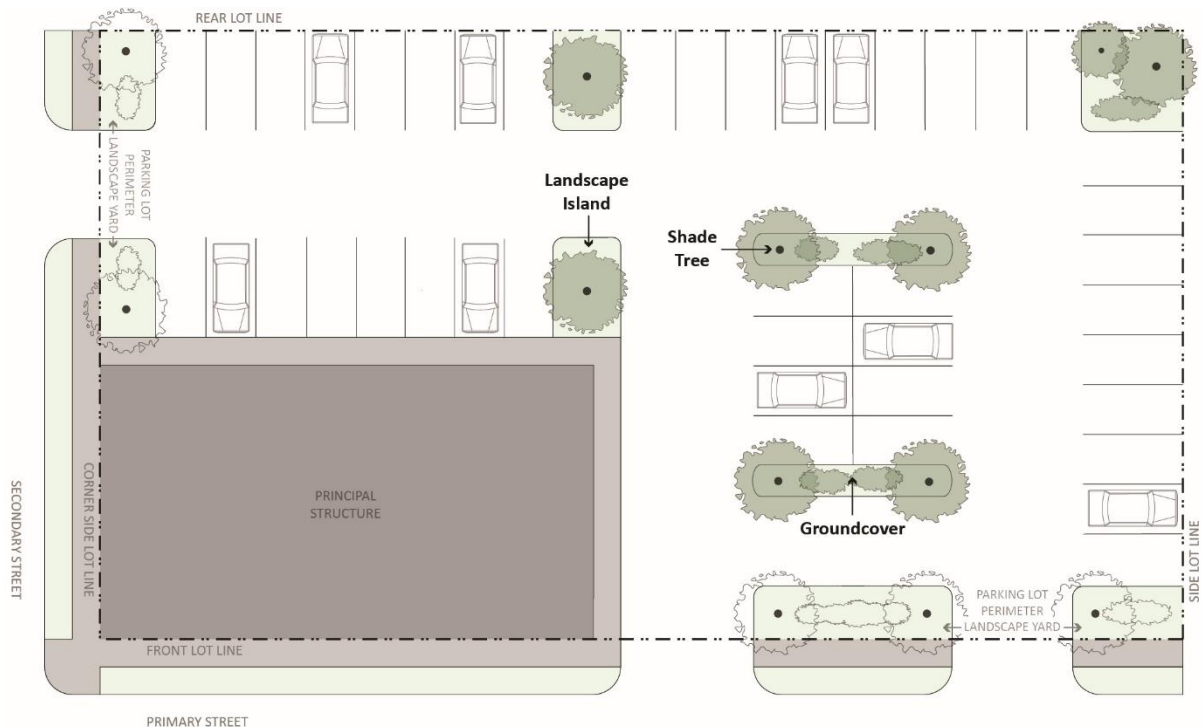 REAR LOT LINE
PARKING LOT
PERIMETER
LANDSCAPE YARD
Landscape
Island
Shade
Tree
Groundcover
PRINCIPAL
STRUCTURE
SECONDARY STREET
CORNER SIDE LOT LINE
SIDE LOT LINE
PARKING LOT
PERIMETER
LANDSCAPE YARD
FRONT LOT LINE
PRIMARY STREET